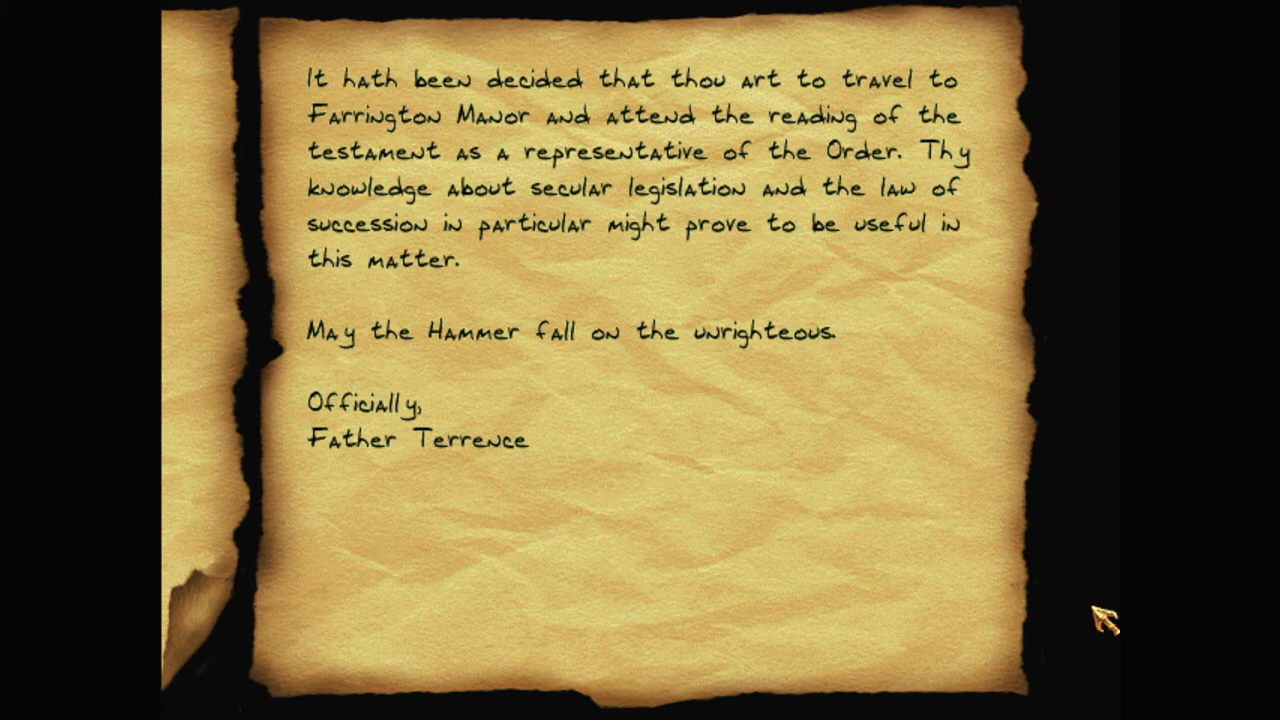 It hath been decided that thou art to travel to
Farrington Manor and attend the reading of the
testament as a representative of the Order. Thy
knowledge about secular legislation and the law of
succession in particular might prove to be useful in
this matter.
May the Hammer fall on the unrighteous.
Officially,
Father Terrence